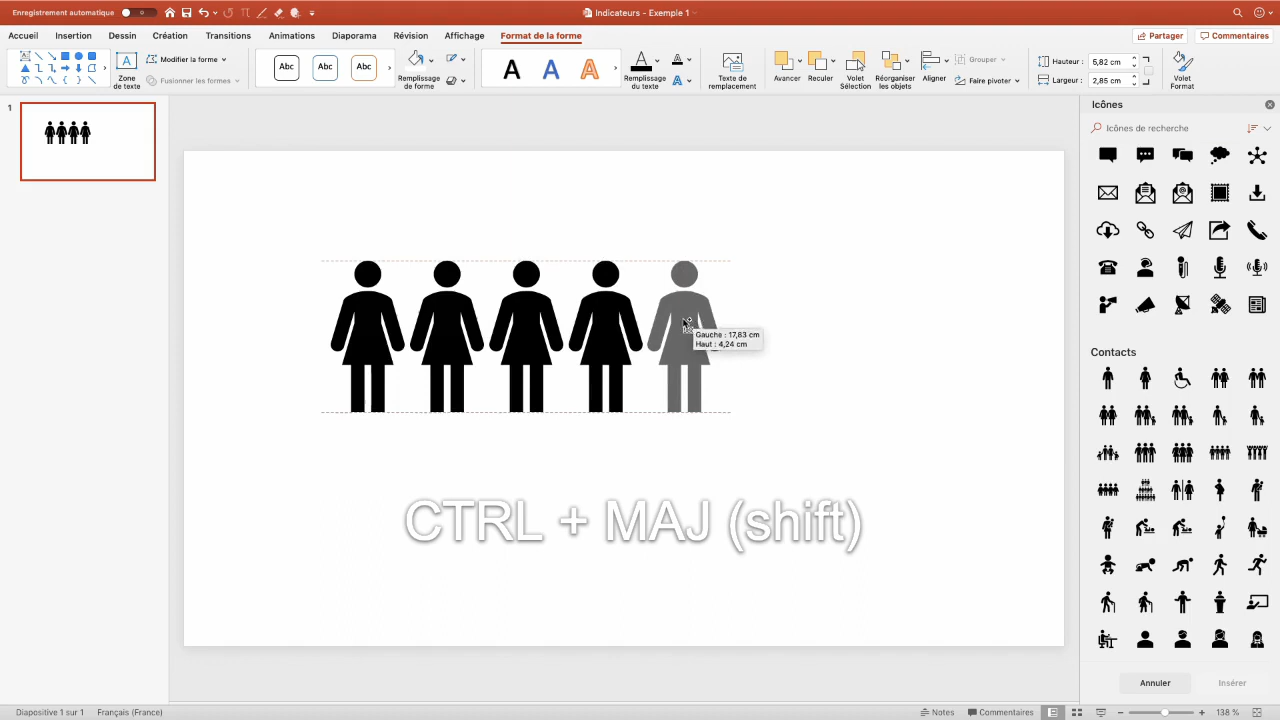 Enregistrement automatique
Indicateurs - Exemple 1
Accueil Insertion Dessin Création Transitions Animations Diaporama Révision Affichage Format de la forme
Partager Commentaires
Zone de texte
Modifier la forme
Fusionner les formes
Abc Abc Abc
Remplissage de forme
A A A
Remplissage du texte
Texte de remplacement
Avancer
Reculer
Volet Sélection
Réorganiser les objets
Aligner
Grouper
Faire pivoter
Hauteur : 5,82 cm
Largeur : 2,85 cm
Volet Format
1
Icônes
Icônes de recherche
Gauche : 17,83 cm
Haut : 4,24 cm
Contacts
CTRL + MAJ (shift)
Annuler Insérer
Diapositive 1 sur 1 Français (France) Notes Commentaires 138 %